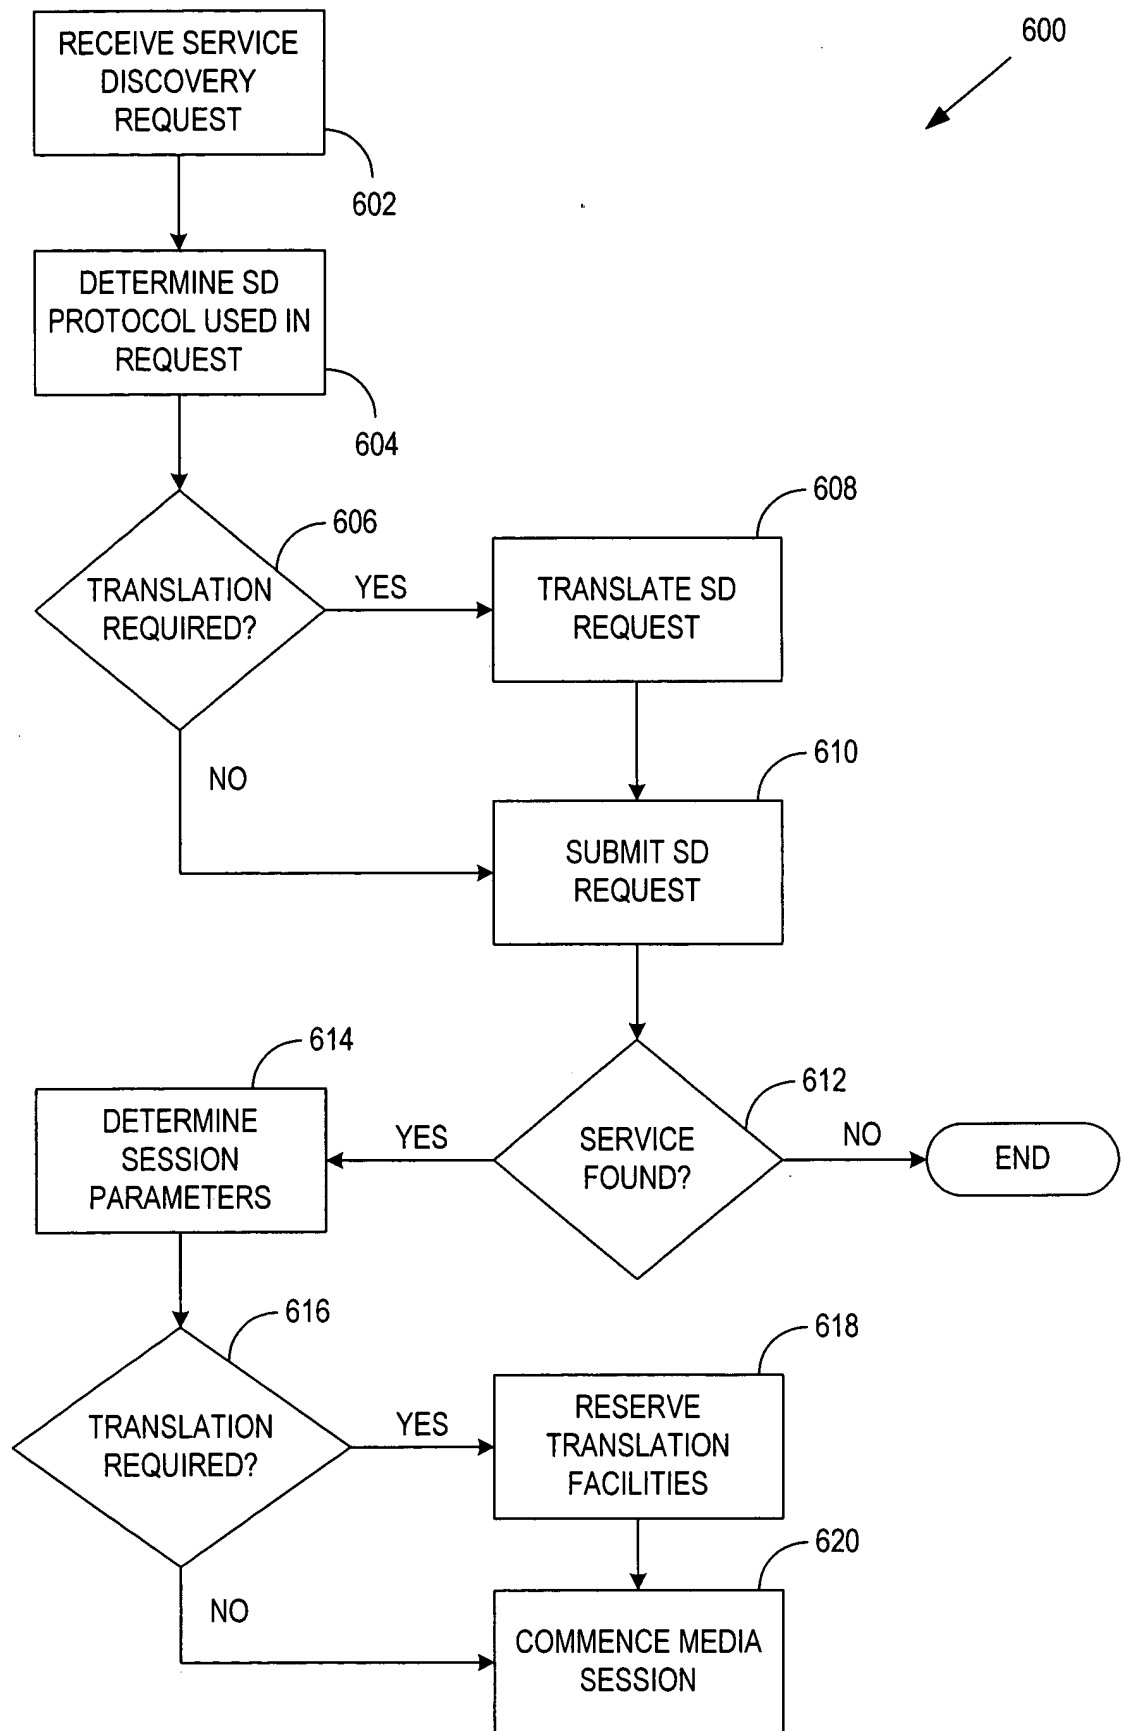 600
RECEIVE SERVICE
DISCOVERY
REQUEST
602
DETERMINE SD
PROTOCOL USED IN
REQUEST
604
606
TRANSLATION
REQUIRED?
YES
NO
608
TRANSLATE SD
REQUEST
610
SUBMIT SD
REQUEST
612
SERVICE
FOUND?
NO
END
YES
614
DETERMINE
SESSION
PARAMETERS
616
TRANSLATION
REQUIRED?
YES
NO
618
RESERVE
TRANSLATION
FACILITIES
620
COMMENCE MEDIA
SESSION